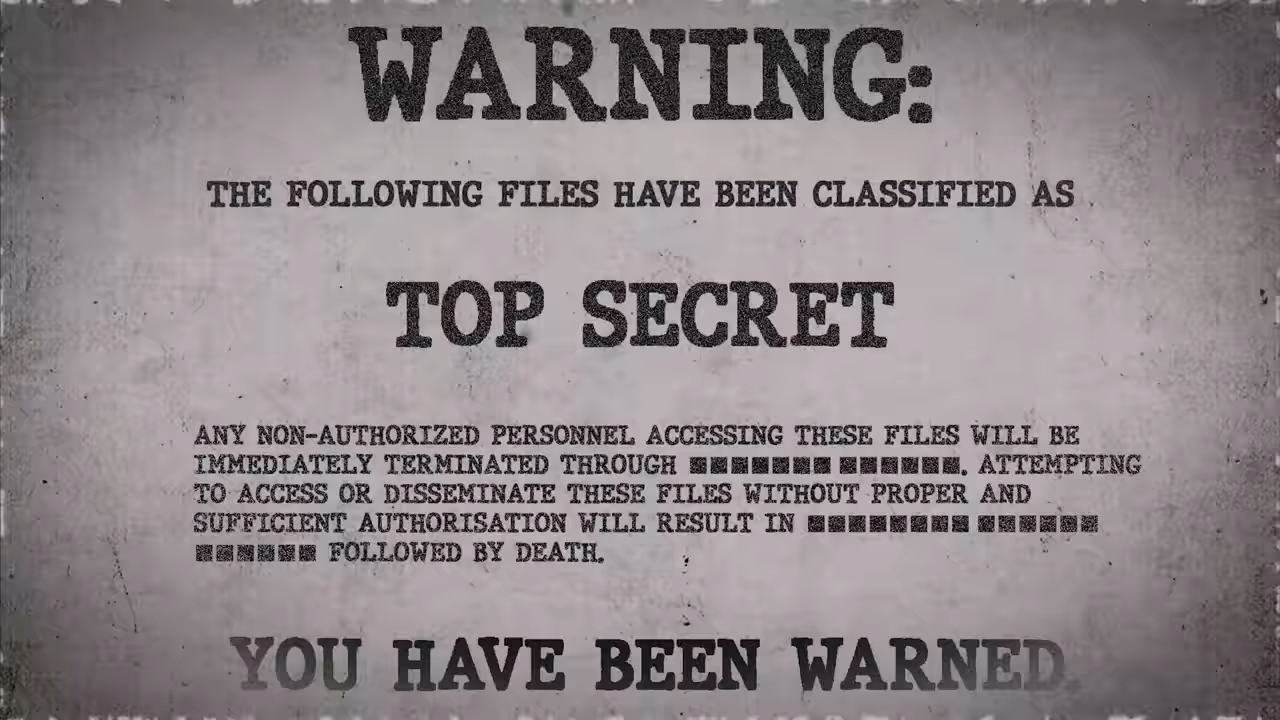 WARNING:
THE FOLLOWING FILES HAVE BEEN CLASSIFIED AS
TOP SECRET
ANY NON-AUTHORIZED PERSONNEL ACCESSING THESE FILES WILL BE
IMMEDIATELY TERMINATED THROUGH ■■■■■■■ ■■■■■■. ATTEMPTING
TO ACCESS OR DISSEMINATE THESE FILES WITHOUT PROPER AND
SUFFICIENT AUTHORISATION WILL RESULT IN ■■■■■■■■ ■■■■■■
■■■■■■ FOLLOWED BY DEATH.
YOU HAVE BEEN WARNED.